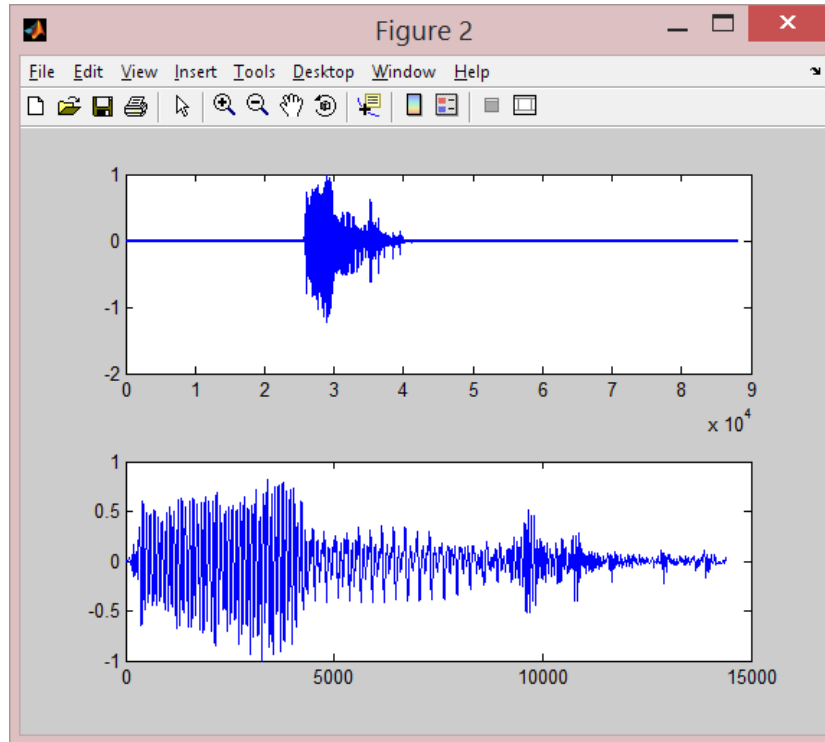 Figure 2
File Edit View Insert Tools Desktop Window Help
1
0
-1
-2
0 1 2 3 4 5 6 7 8 9
x 10^4
1
0.5
0
-0.5
-1
0 5000 10000 15000